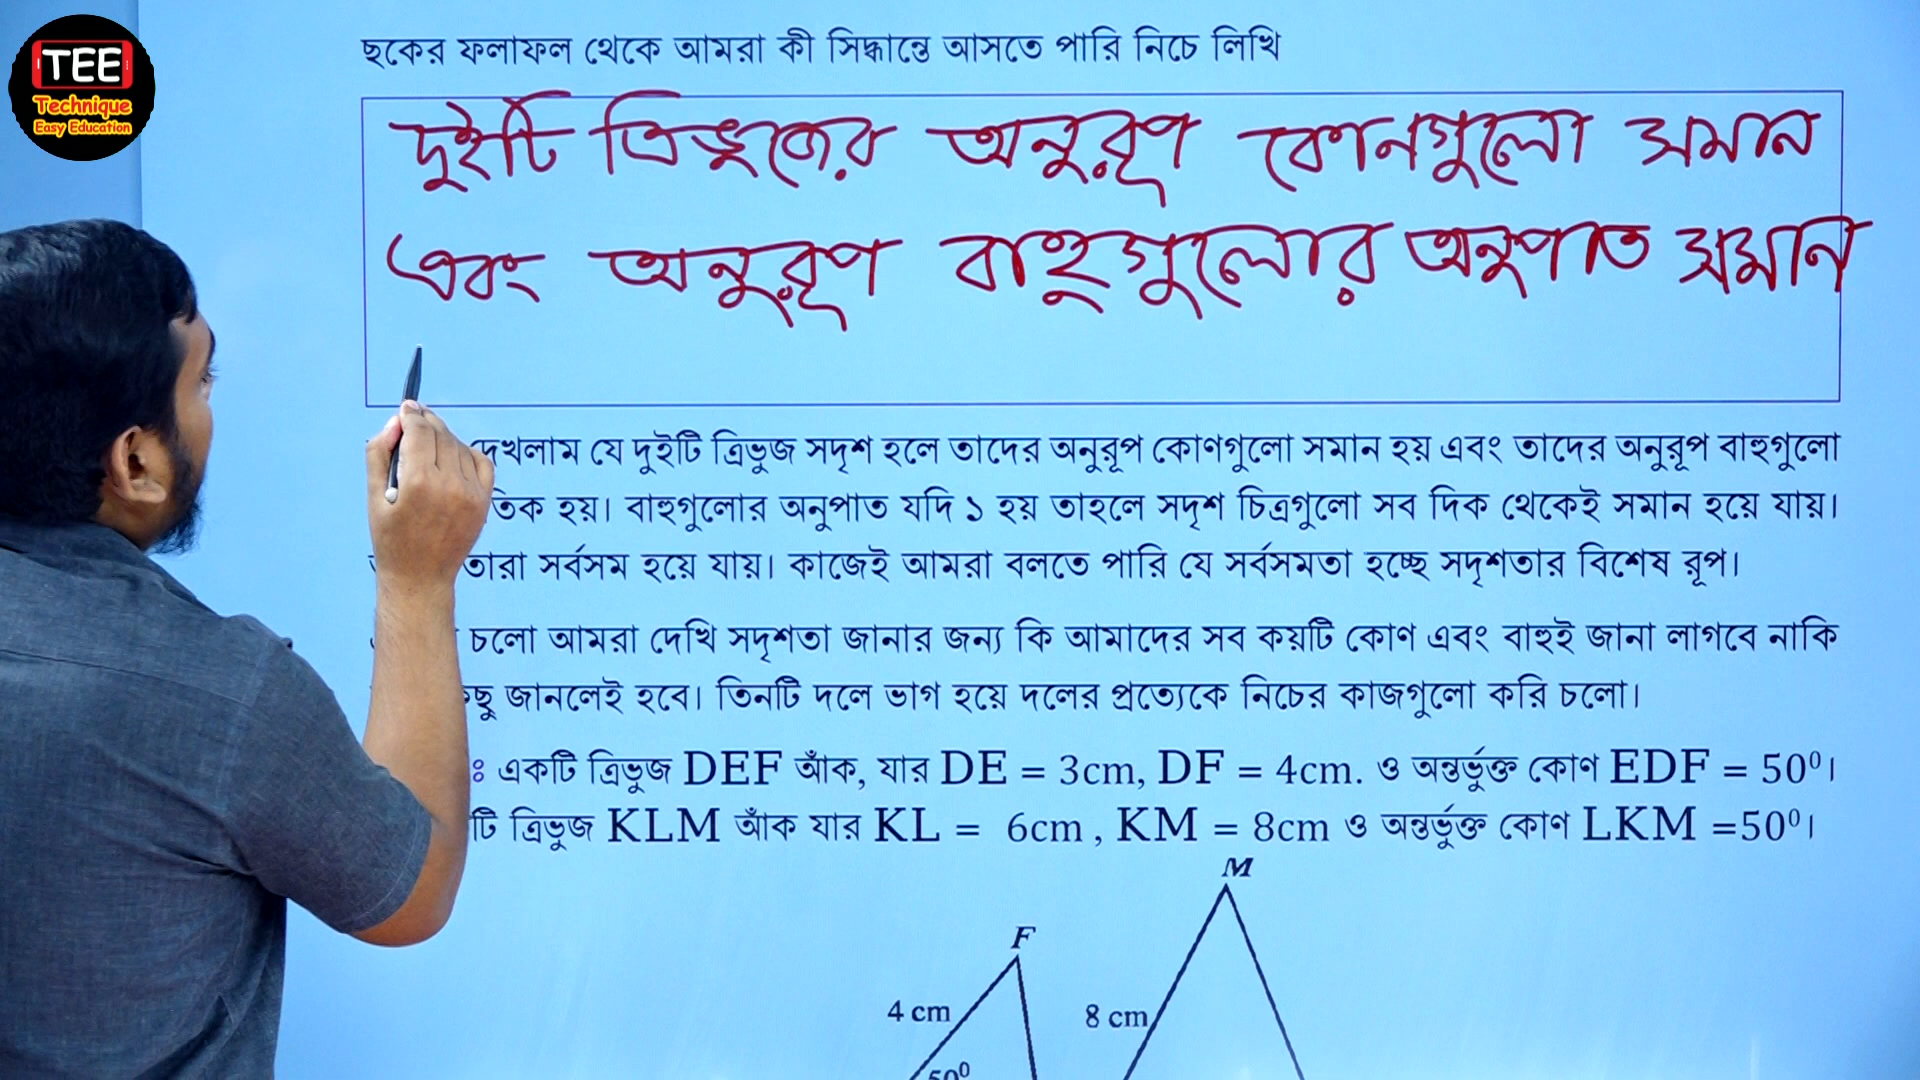 TEE
Technique
Easy Education
ছকের ফলাফল থেকে আমরা কী সিদ্ধান্তে আসতে পারি নিচে লিখি
দুইটি ত্রিভুজের অনুরূপ কোনগুলো সমান
এবং অনুরূপ বাহুগুলোর অনুপাত সমান
দেখলাম যে দুইটি ত্রিভুজ সদৃশ হলে তাদের অনুরূপ কোণগুলো সমান হয় এবং তাদের অনুরূপ বাহুগুলো
তিক হয়। বাহুগুলোর অনুপাত যদি ১ হয় তাহলে সদৃশ চিত্রগুলো সব দিক থেকেই সমান হয়ে যায়।
তারা সর্বসম হয়ে যায়। কাজেই আমরা বলতে পারি যে সর্বসমতা হচ্ছে সদৃশতার বিশেষ রূপ।
চলো আমরা দেখি সদৃশতা জানার জন্য কি আমাদের সব কয়টি কোণ এবং বাহুই জানা লাগবে নাকি
ছু জানলেই হবে। তিনটি দলে ভাগ হয়ে দলের প্রত্যেকে নিচের কাজগুলো করি চলো।
ঃ একটি ত্রিভুজ DEF আঁক, যার DE = 3cm, DF = 4cm. ও অন্তর্ভুক্ত কোণ EDF = 50⁰।
টি ত্রিভুজ KLM আঁক যার KL = 6cm , KM = 8cm ও অন্তর্ভুক্ত কোণ LKM =50⁰।
M
F
4 cm
8 cm
50⁰